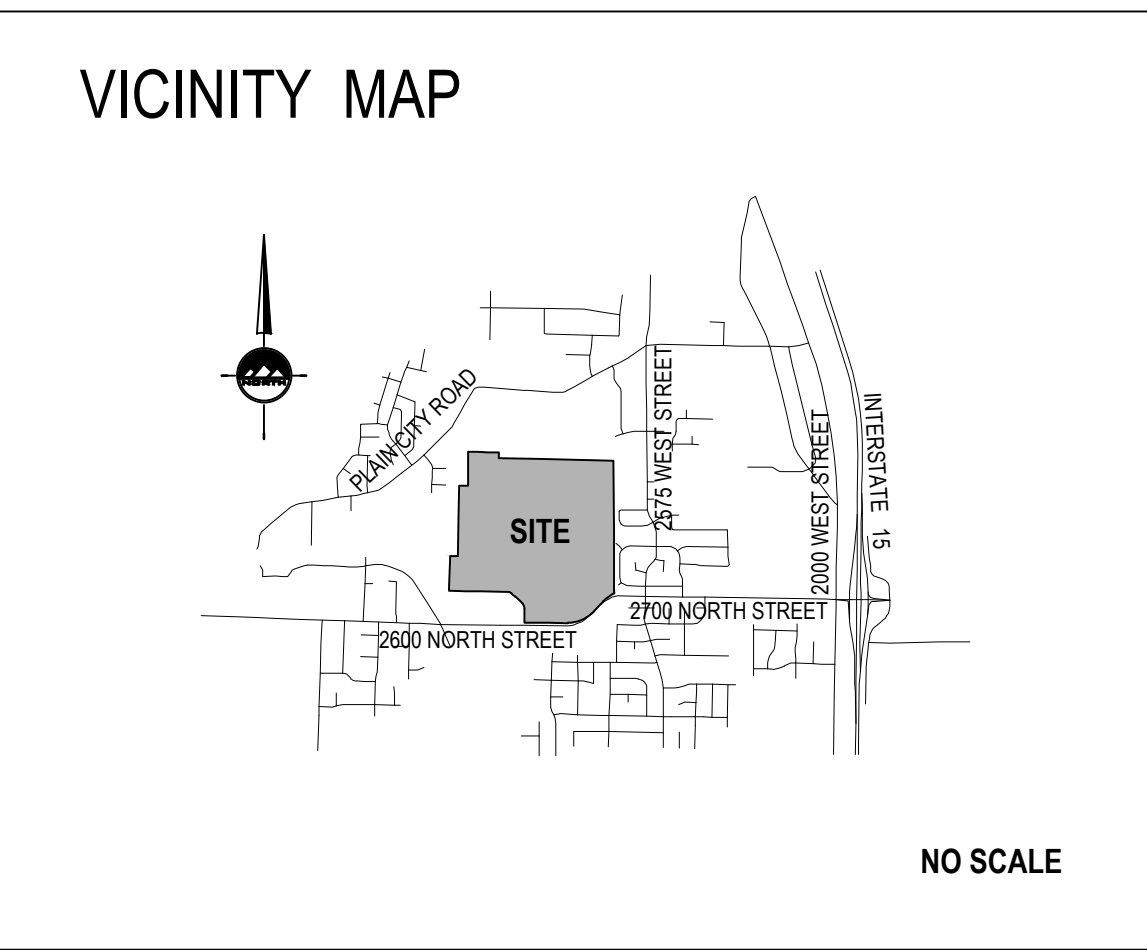 VICINITY MAP
NORTH
PLAIN CITY ROAD
2575 WEST STREET
2000 WEST STREET
INTERSTATE 15
SITE
2700 NORTH STREET
2600 NORTH STREET
NO SCALE